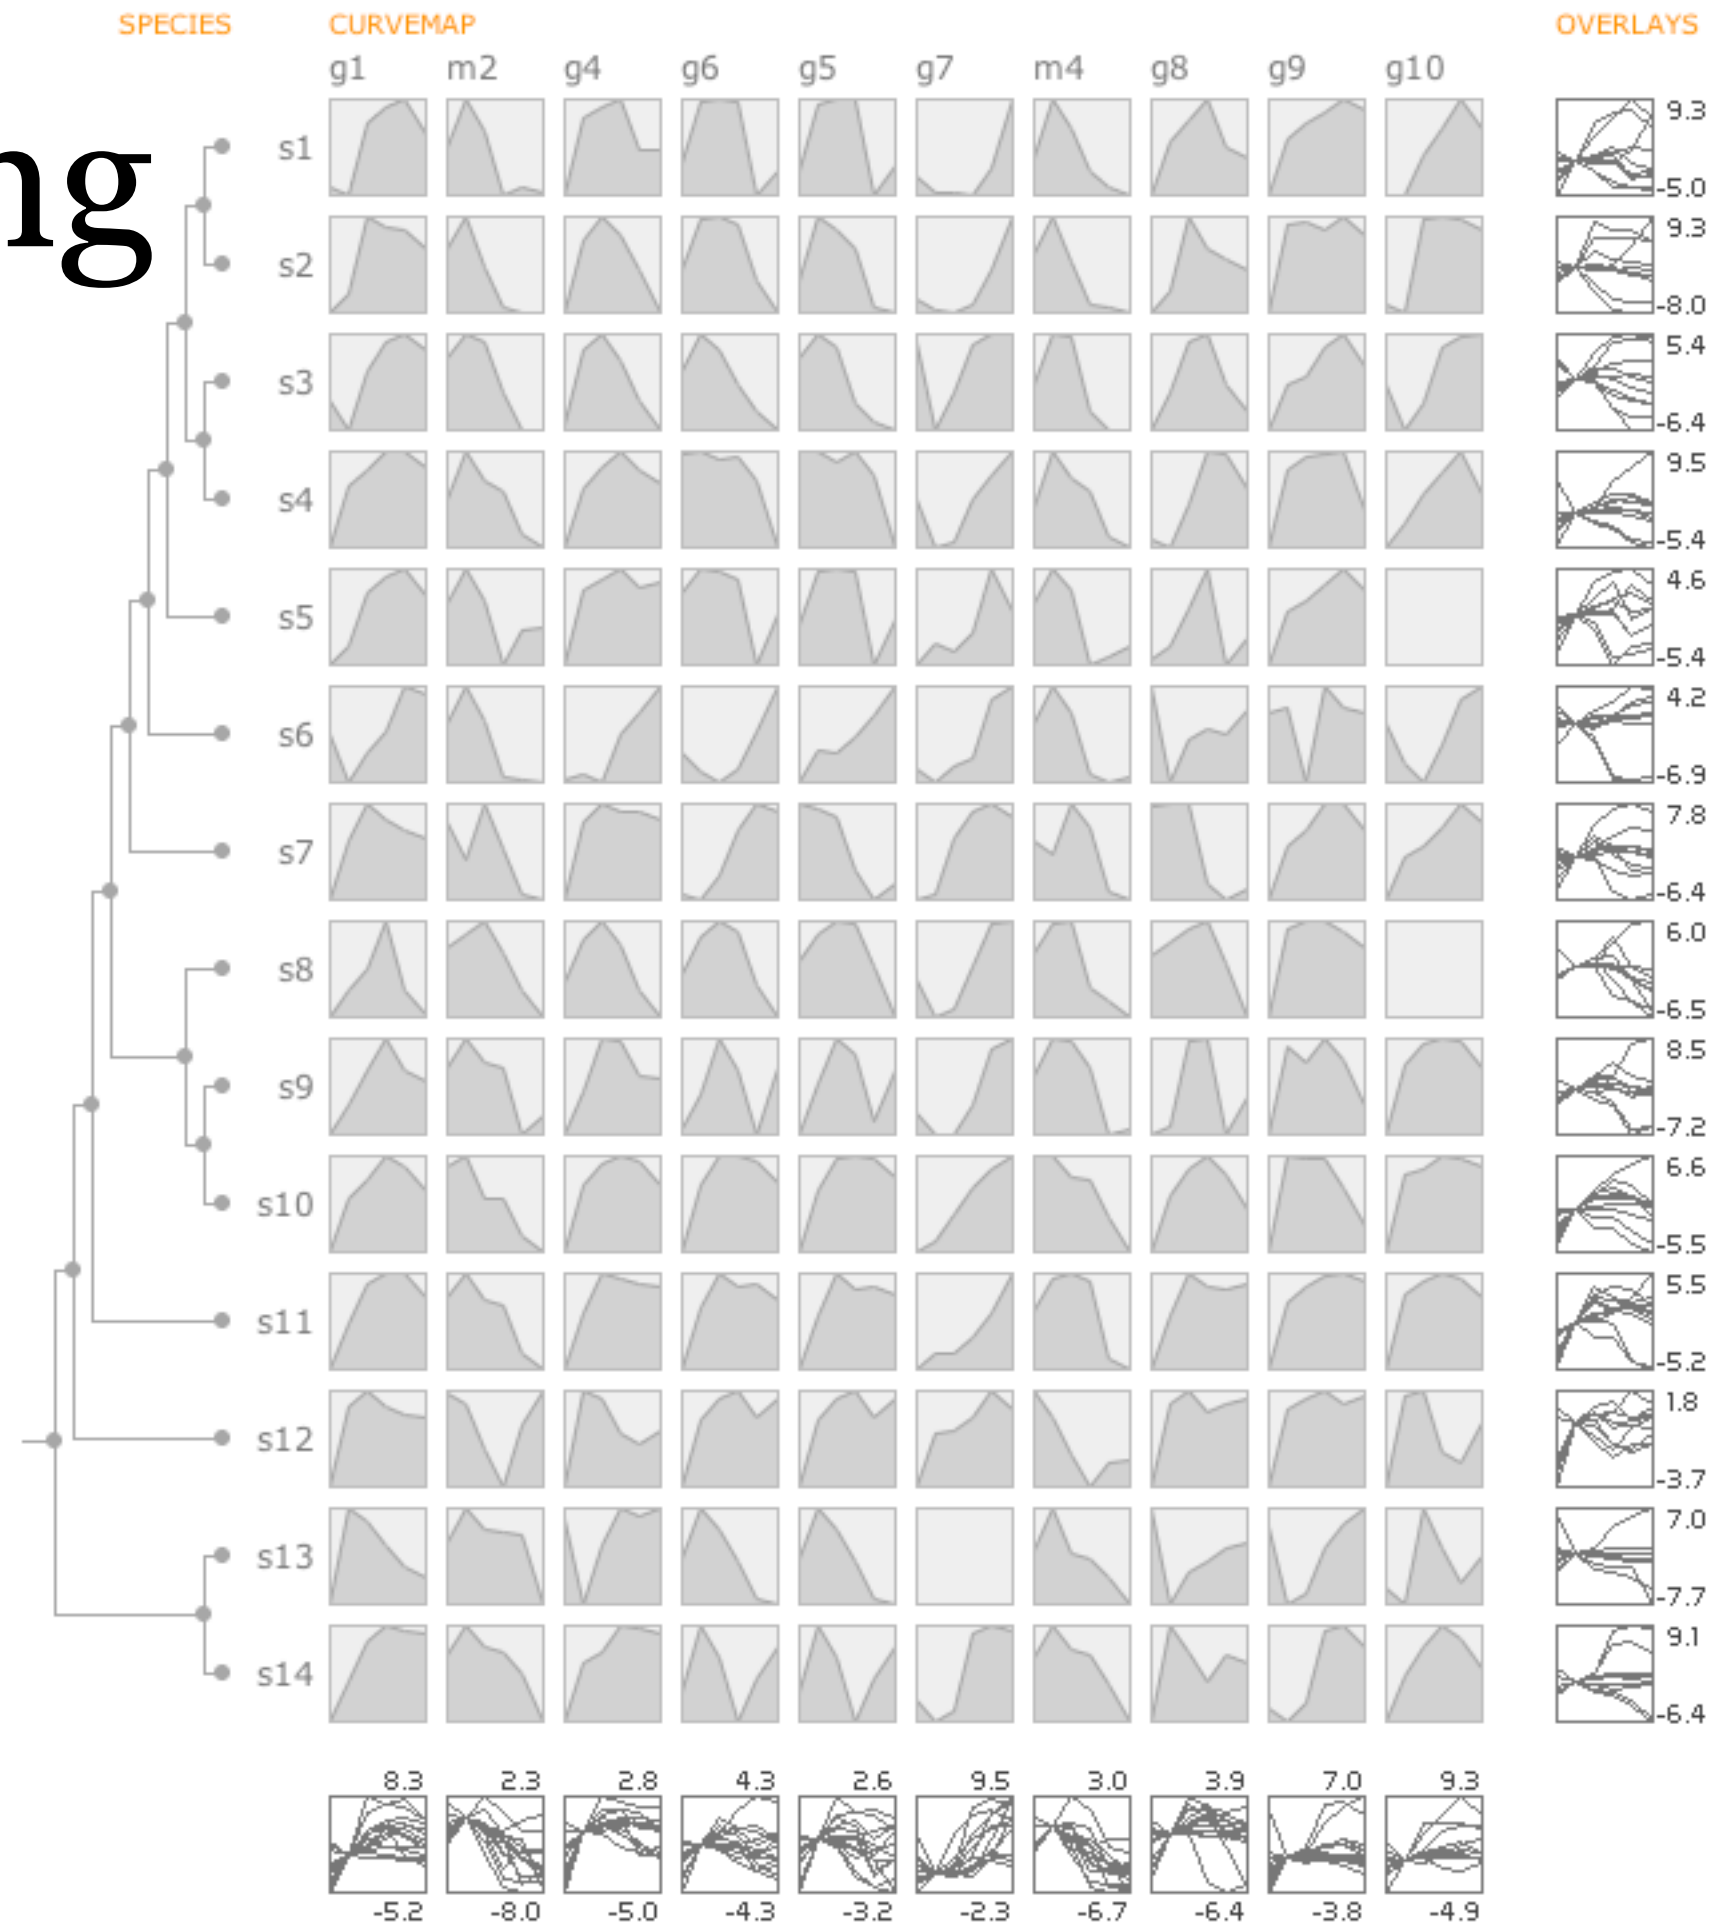 SPECIES CURVEMAP OVERLAYS
g1 m2 g4 g6 g5 g7 m4 g8 g9 g10
ng
s1 9.3
-5.0
s2 9.3
-8.0
s3 5.4
-6.4
s4 9.5
-5.4
s5 4.6
-5.4
s6 4.2
-6.9
s7 7.8
-6.4
s8 6.0
-6.5
s9 8.5
-7.2
s10 6.6
-5.5
s11 5.5
-5.2
s12 1.8
-3.7
s13 7.0
-7.7
s14 9.1
-6.4
8.3 2.3 2.8 4.3 2.6 9.5 3.0 3.9 7.0 9.3
-5.2 -8.0 -5.0 -4.3 -3.2 -2.3 -6.7 -6.4 -3.8 -4.9